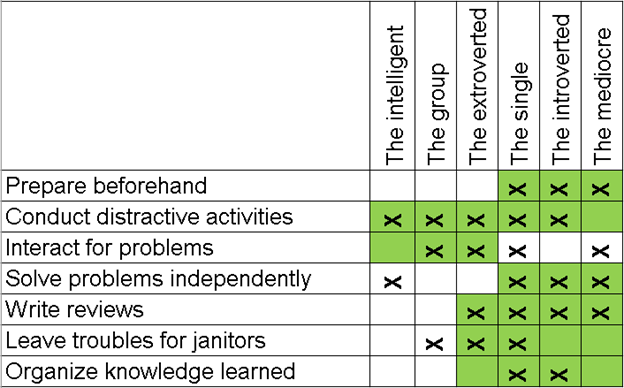 The intelligent
The group
The extroverted
The single
The introverted
The mediocre
Prepare beforehand X X X
Conduct distractive activities X X X X X
Interact for problems X X X X
Solve problems independently X X X X
Write reviews X X X X
Leave troubles for janitors X X X
Organize knowledge learned X X